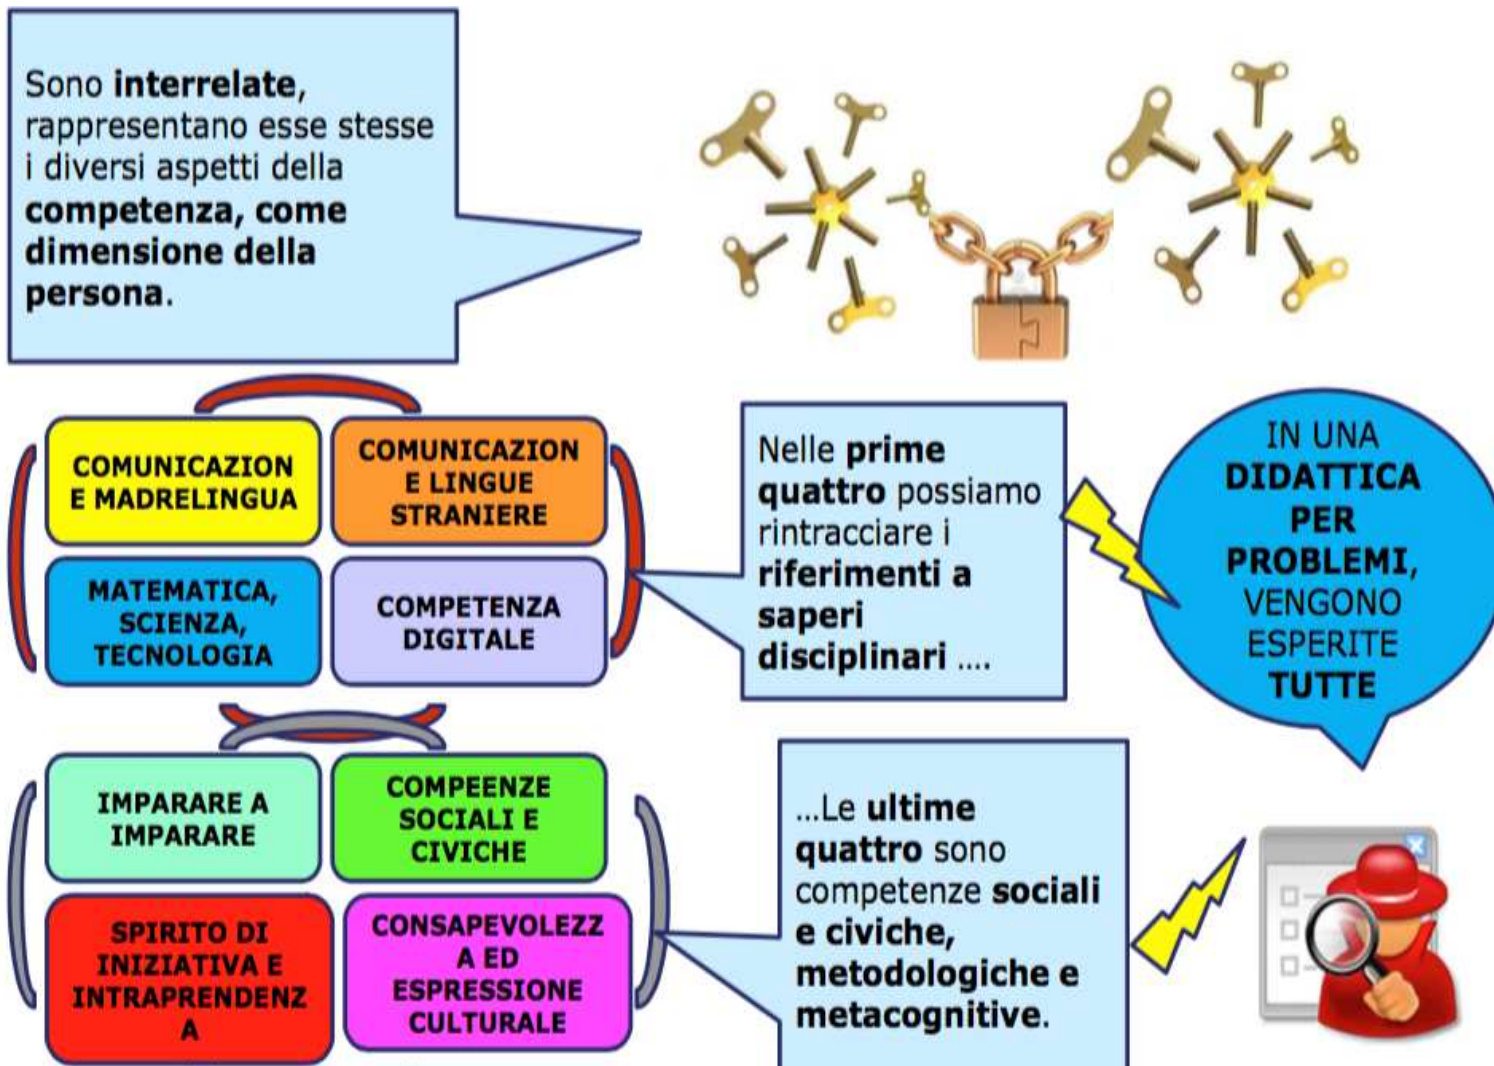 Sono interrelate,
rappresentano esse stesse
i diversi aspetti della
competenza, come
dimensione della
persona.
COMUNICAZION
E MADRELINGUA
COMUNICAZION
E LINGUE
STRANIERE
MATEMATICA,
SCIENZA,
TECNOLOGIA
COMPETENZA
DIGITALE
Nelle prime
quattro possiamo
rintracciare i
riferimenti a
saperi
disciplinari ....
IN UNA
DIDATTICA
PER
PROBLEMI,
VENGONO
ESPERITE
TUTTE
IMPARARE A
IMPARARE
COMPEENZE
SOCIALI E
CIVICHE
SPIRITO DI
INIZIATIVA E
INTRAPRENDENZ
A
CONSAPEVOLEZZ
A ED
ESPRESSIONE
CULTURALE
...Le ultime
quattro sono
competenze sociali
e civiche,
metodologiche e
metacognitive.